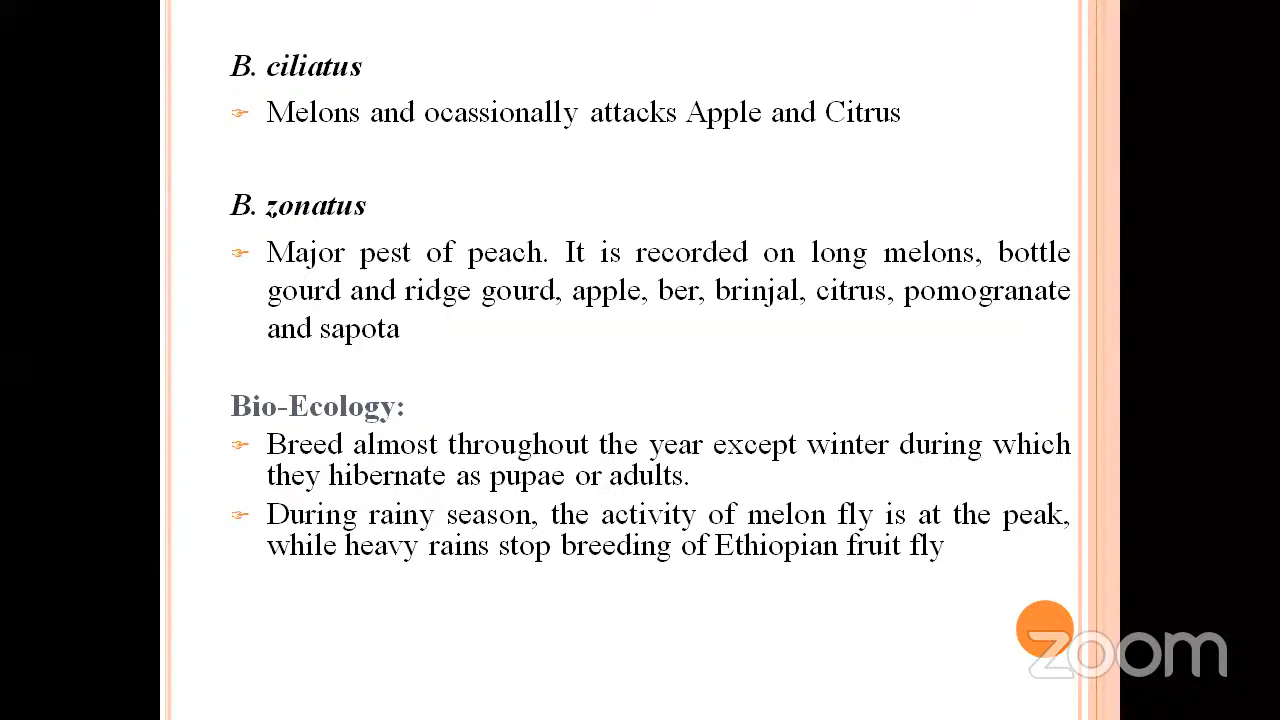 B. ciliatus
☞ Melons and ocassionally attacks Apple and Citrus
B. zonatus
☞ Major pest of peach. It is recorded on long melons, bottle
gourd and ridge gourd, apple, ber, brinjal, citrus, pomogranate
and sapota
Bio-Ecology:
☞ Breed almost throughout the year except winter during which
they hibernate as pupae or adults.
☞ During rainy season, the activity of melon fly is at the peak,
while heavy rains stop breeding of Ethiopian fruit fly
zoom